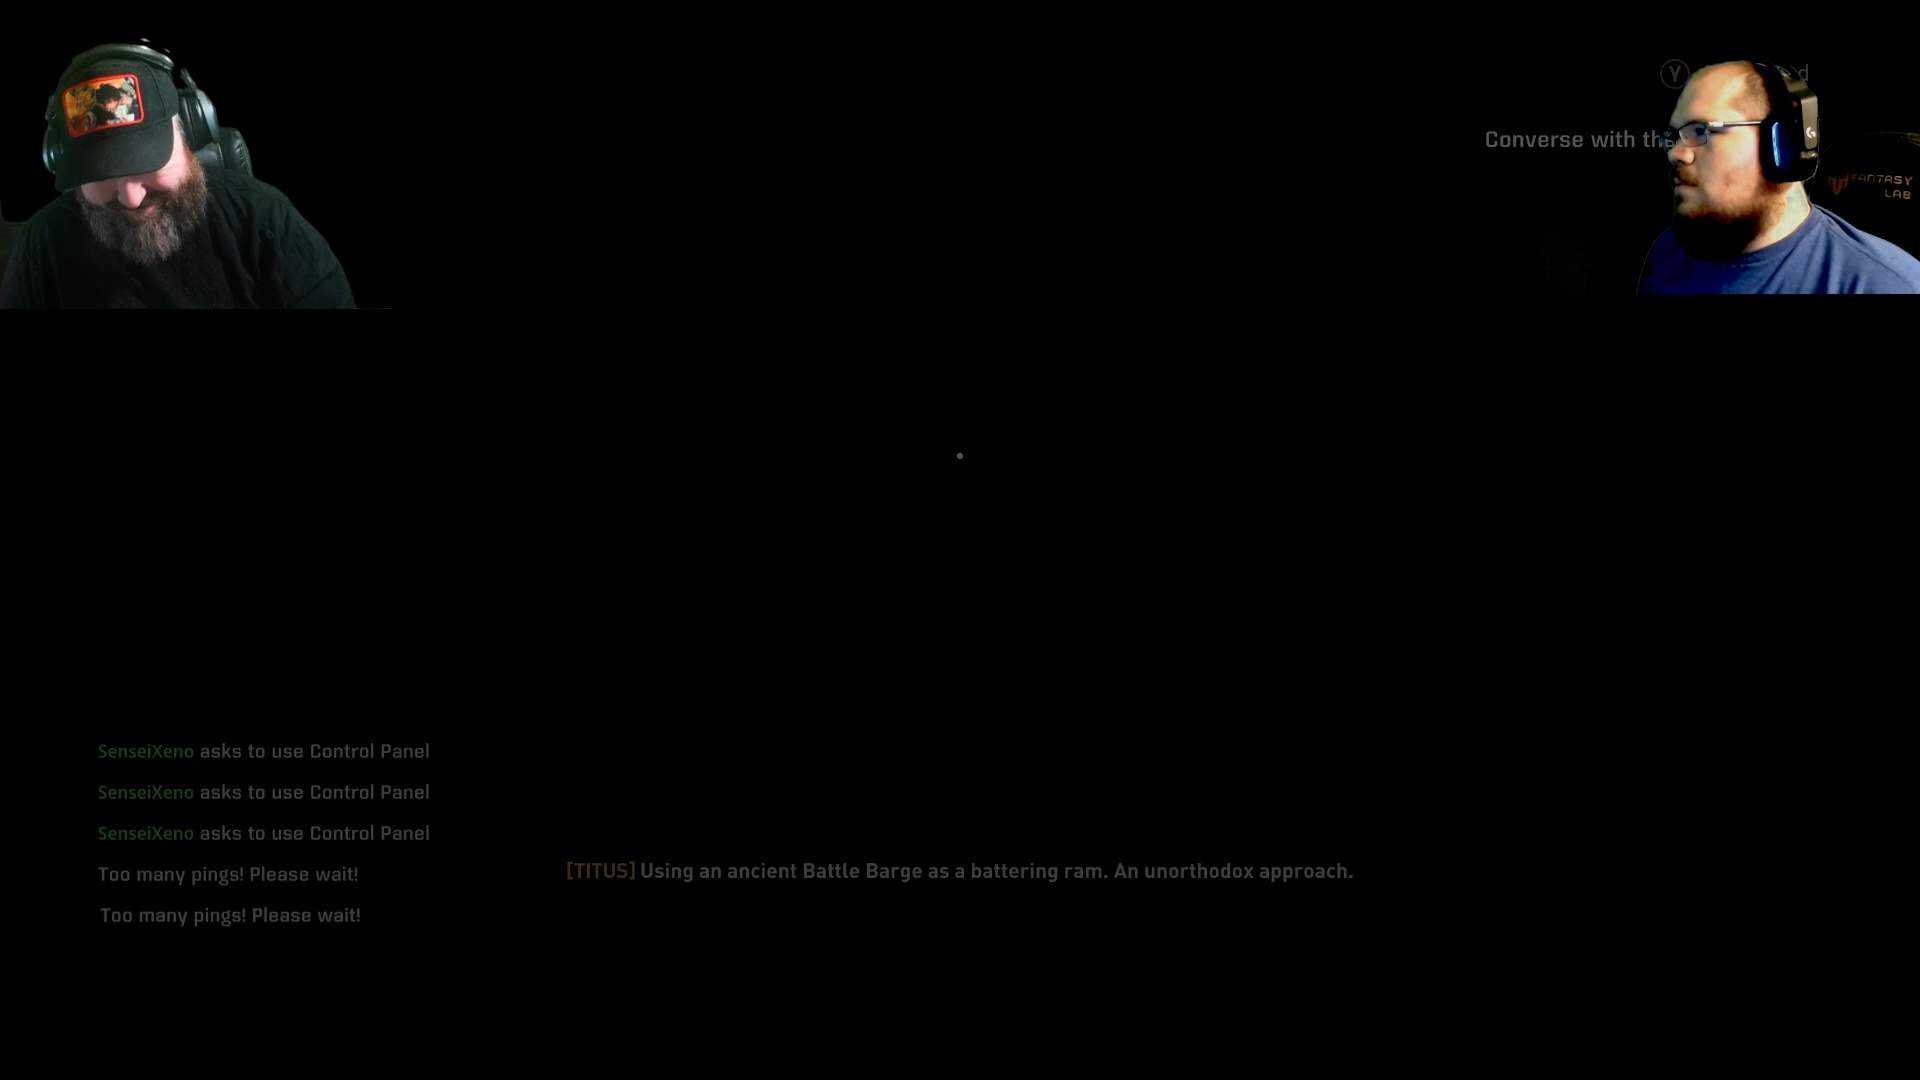 Y d
Converse with the
FANTASY
LAB
SenseiXeno asks to use Control Panel
SenseiXeno asks to use Control Panel
SenseiXeno asks to use Control Panel
Too many pings! Please wait!
[TITUS] Using an ancient Battle Barge as a battering ram. An unorthodox approach.
Too many pings! Please wait!